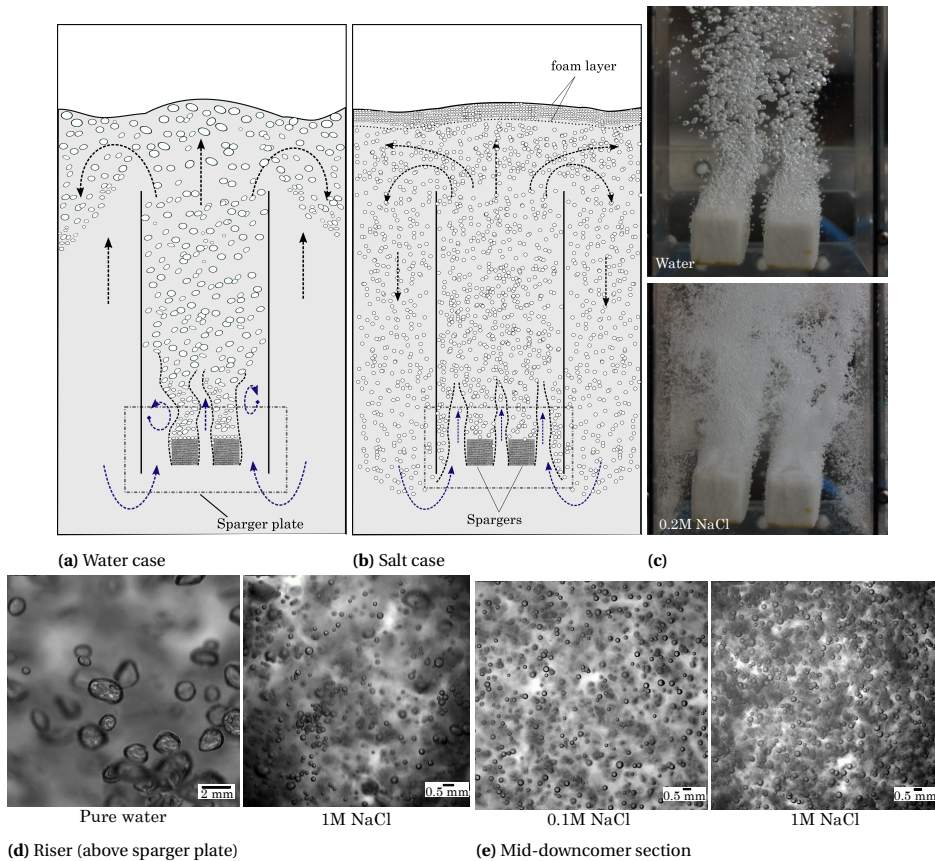 foam layer
Sparger plate
Spargers
Water
0.2M NaCl
(a) Water case
(b) Salt case
(c)
2 mm
0.5 mm
0.5 mm
0.5 mm
Pure water
1M NaCl
0.1M NaCl
1M NaCl
(d) Riser (above sparger plate)
(e) Mid-downcomer section